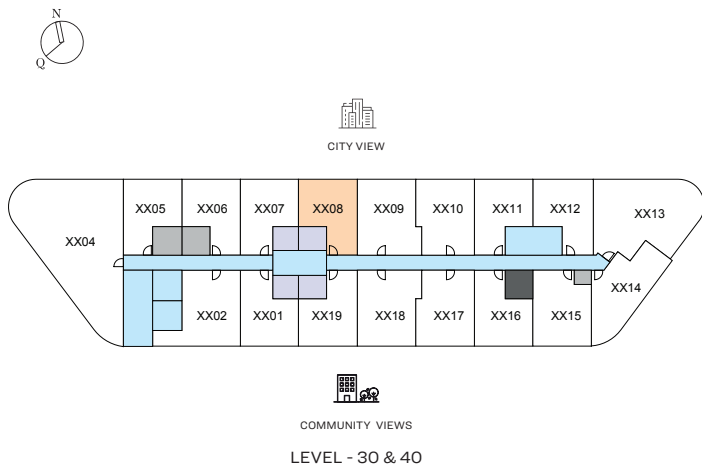 N
Q
CITY VIEW
XX05 XX06 XX07 XX08 XX09 XX10 XX11 XX12 XX13
XX04
XX14
XX02 XX01 XX19 XX18 XX17 XX16 XX15
COMMUNITY VIEWS
LEVEL - 30 & 40